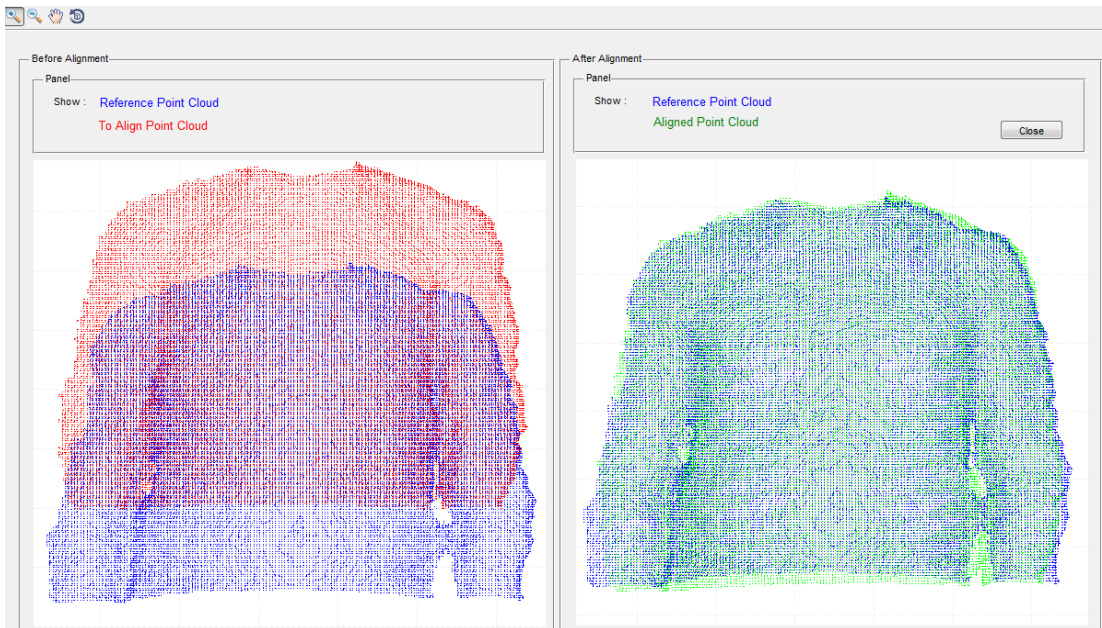 Before Alignment
Panel
Show : Reference Point Cloud
To Align Point Cloud
After Alignment
Panel
Show : Reference Point Cloud
Aligned Point Cloud
Close